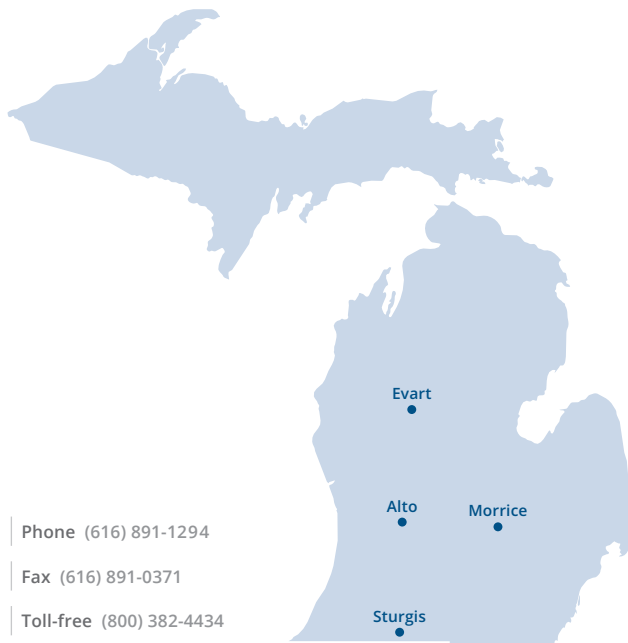 Evart
Alto
Morrice
Phone (616) 891-1294
Fax (616) 891-0371
Sturgis
Toll-free (800) 382-4434